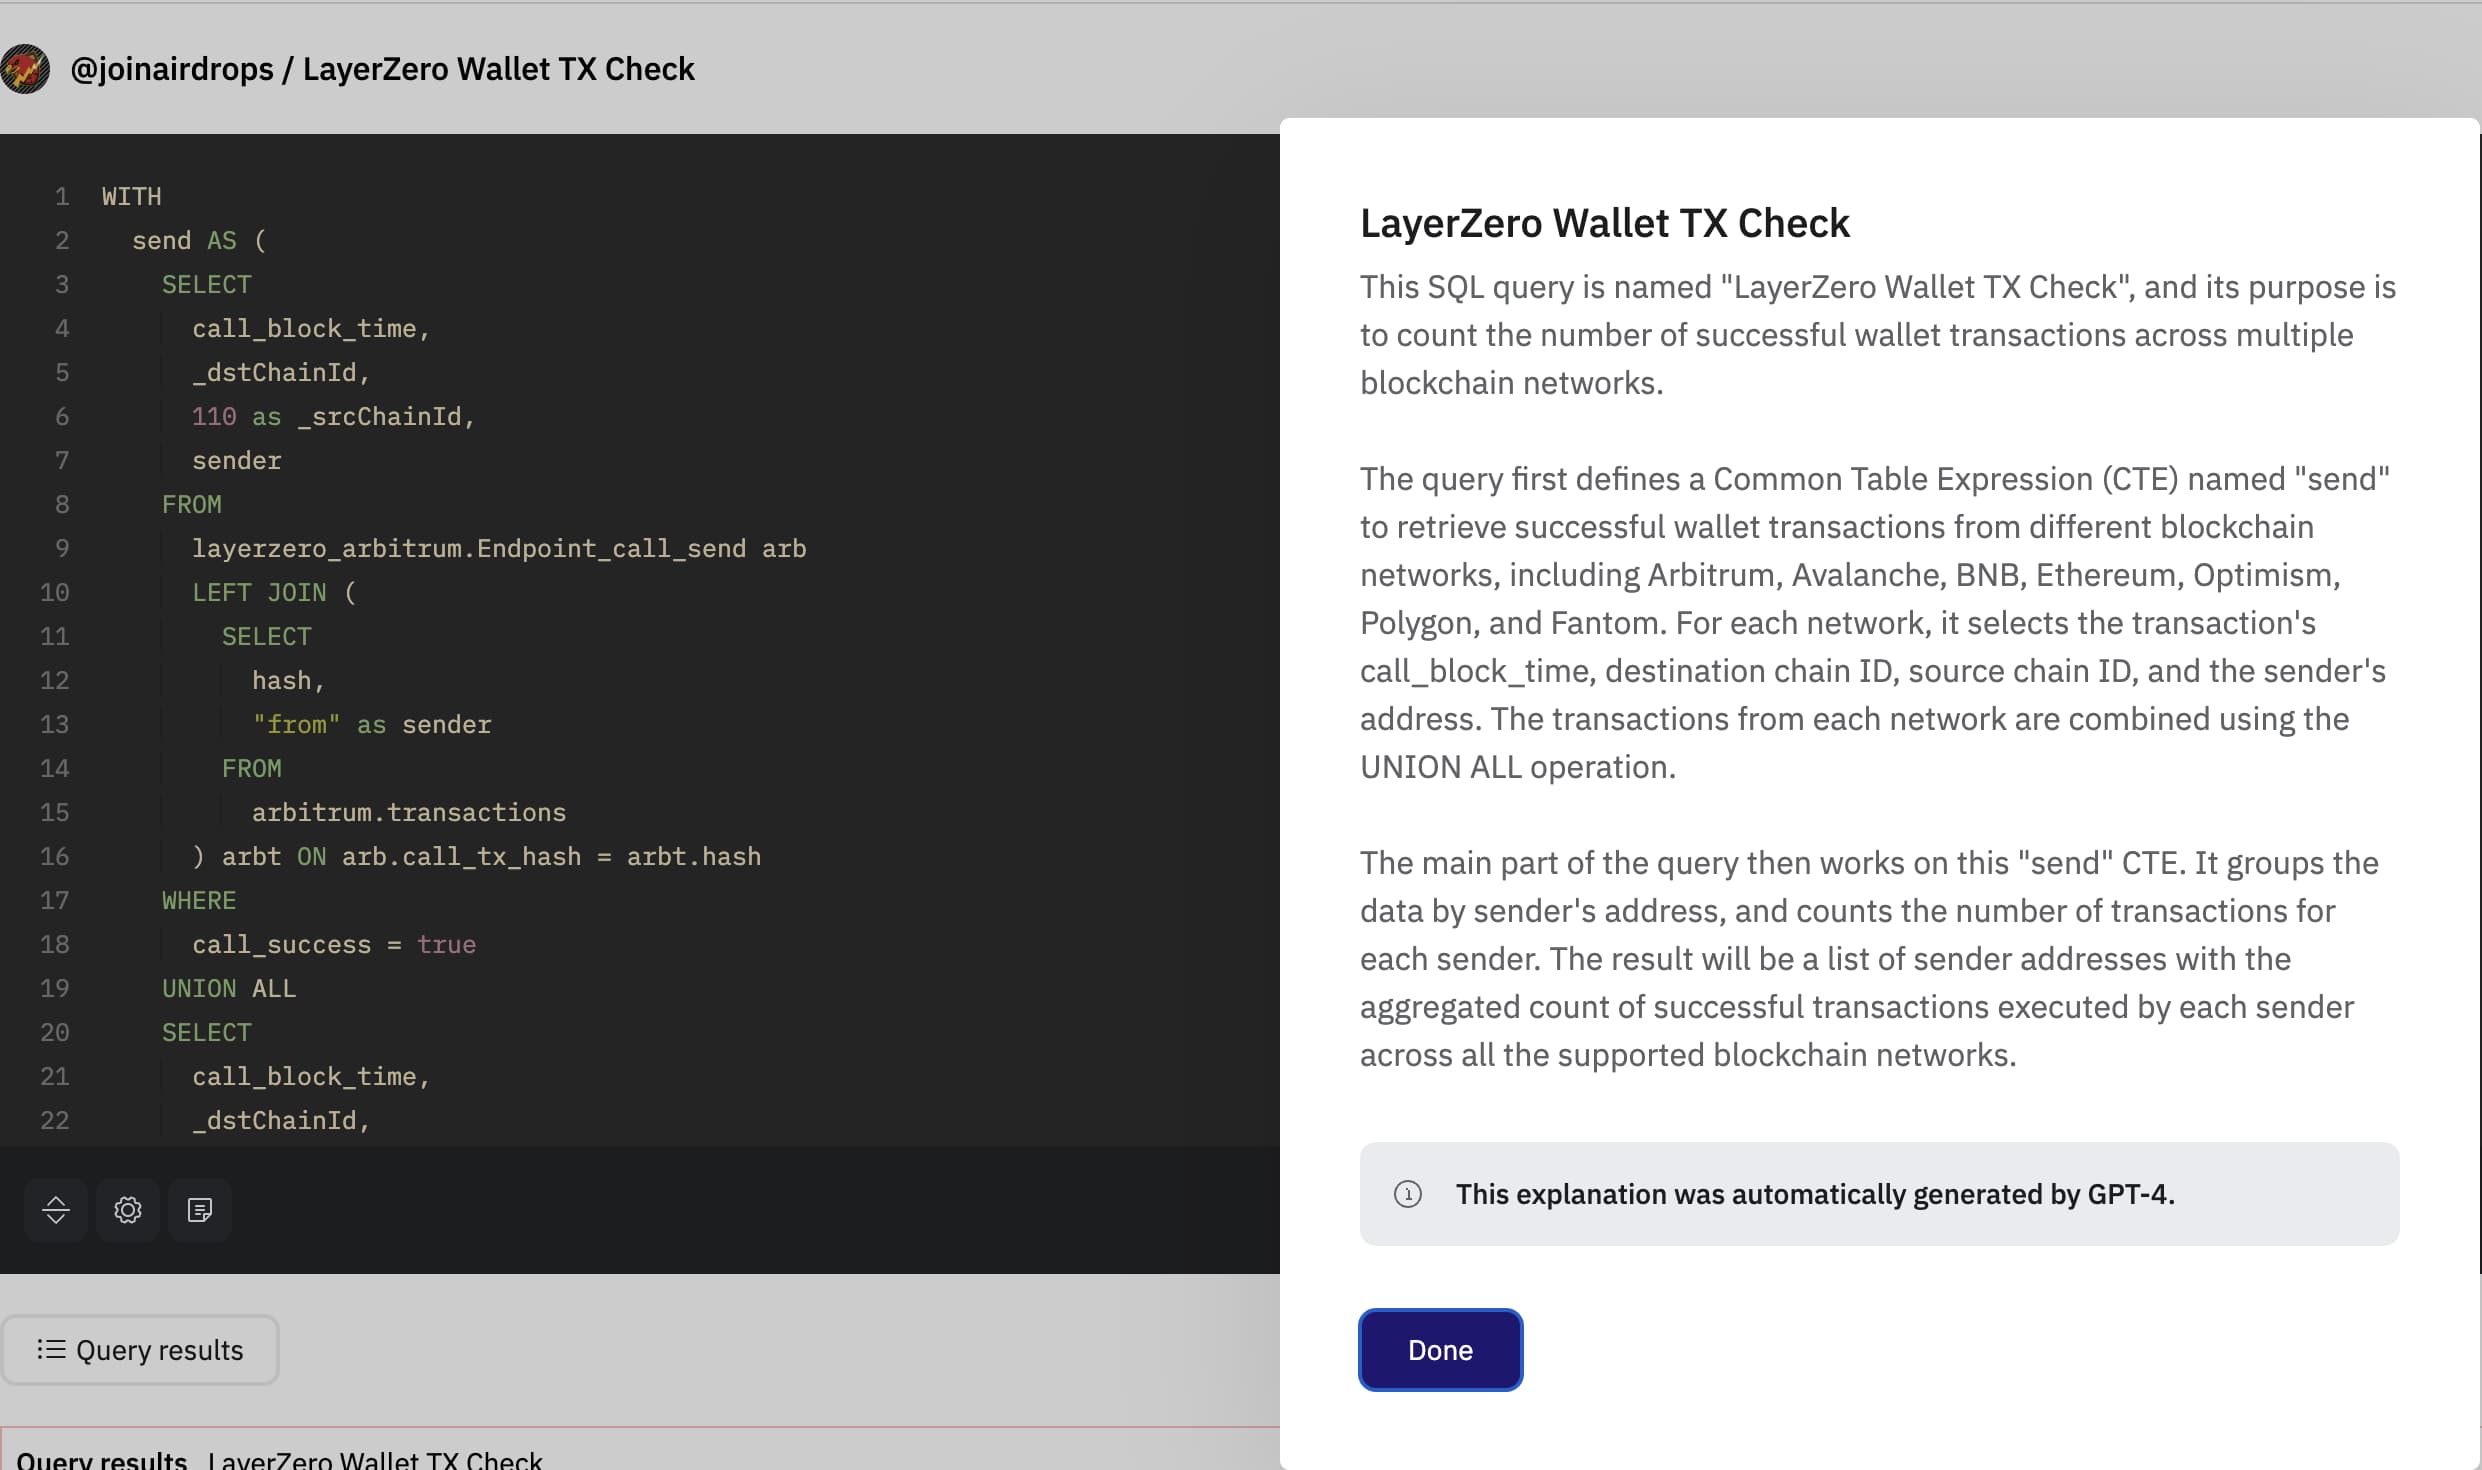 @joinairdrops / LayerZero Wallet TX Check
1 WITH
2 send AS (
3 SELECT
4 call_block_time,
5 _dstChainId,
6 110 as _srcChainId,
7 sender
8 FROM
9 layerzero_arbitrum.Endpoint_call_send arb
10 LEFT JOIN (
11 SELECT
12 hash,
13 "from" as sender
14 FROM
15 arbitrum.transactions
16 ) arbt ON arb.call_tx_hash = arbt.hash
17 WHERE
18 call_success = true
19 UNION ALL
20 SELECT
21 call_block_time,
22 _dstChainId,
Query results
Query results LayerZero Wallet TX Check
LayerZero Wallet TX Check
This SQL query is named "LayerZero Wallet TX Check", and its purpose is
to count the number of successful wallet transactions across multiple
blockchain networks.
The query first defines a Common Table Expression (CTE) named "send"
to retrieve successful wallet transactions from different blockchain
networks, including Arbitrum, Avalanche, BNB, Ethereum, Optimism,
Polygon, and Fantom. For each network, it selects the transaction's
call_block_time, destination chain ID, source chain ID, and the sender's
address. The transactions from each network are combined using the
UNION ALL operation.
The main part of the query then works on this "send" CTE. It groups the
data by sender's address, and counts the number of transactions for
each sender. The result will be a list of sender addresses with the
aggregated count of successful transactions executed by each sender
across all the supported blockchain networks.
This explanation was automatically generated by GPT-4.
Done